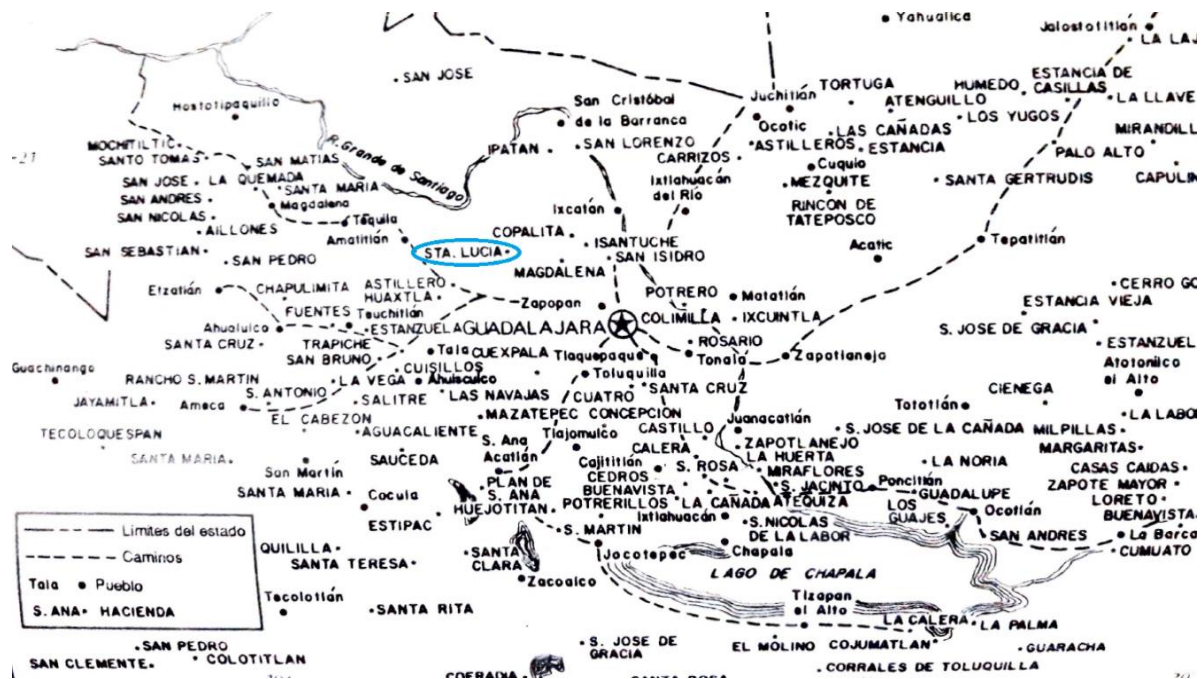 Yahualica
Jalostotitlan
LA LAJ
SAN JOSE
TORTUGA
HUMEDO
ESTANCIA DE
CASILLAS
Hostotipaquillo
San Cristóbal
de la Barranca
Juchitlán
ATENGUILLO
LA LLAVE
Ocotic
LAS CAÑADAS
LOS YUGOS
MIRANDILL
MOCHITILTIC
R. Grande de Santiago
IPATAN
SAN LORENZO
ASTILLEROS
ESTANCIA
-21
SANTO TOMAS
SAN MATIAS
CARRIZOS
Cuquio
PALO ALTO
SAN JOSE
LA QUEMADA
Ixtlahuacán
del Río
MEZQUITE
SANTA GERTRUDIS
CAPULIN
SAN ANDRES
SANTA MARIA
Magdalena
RINCON DE
TATEPOSCO
SAN NICOLAS
Tequila
Ixcatán
AILLONES
Amatitlán
COPALITA
ISANTUCHE
Acatic
Tepatitlán
SAN SEBASTIAN
SAN PEDRO
STA. LUCIA
SAN ISIDRO
MAGDALENA
Etzatlán
CHAPULIMITA
ASTILLERO
HUAXTLA
POTRERO
Matatlán
CERRO GO
ESTANCIA VIEJA
FUENTES
Teuchitlán
Zapopan
COLIMILLA
IXCUINTLA
Ahualulco
ESTANZUELA
GUADALAJARA
S. JOSE DE GRACIA
SANTA CRUZ
TRAPICHE
ROSARIO
ESTANZUEL
SAN BRUNO
Tala
CUEXPALA
Tlaquepaque
Tonala
Zapotlanejo
Atotonilco
el Alto
Guachinango
CUISILLOS
Toluquilla
RANCHO S. MARTIN
LA VEGA
Ahuisculco
SANTA CRUZ
CIENEGA
S. ANTONIO
SALITRE
LAS NAVAJAS
CUATRO
JAYAMITLA
Ameca
Tototlán
LA LABOR
EL CABEZON
MAZATEPEC
CONCEPCION
Juanacatlán
TECOLOQUESPAN
AGUACALIENTE
Tlajomulco
CASTILLO
S. JOSE DE LA CAÑADA
MILPILLAS
S. Ana
Acatlán
CALERA
ZAPOTLANEJO
MARGARITAS
SANTA MARIA
SAUCEDA
Cajititlán
LA HUERTA
LA NORIA
San Martín
CEDROS
S. ROSA
MIRAFLORES
CASAS CAIDAS
SANTA MARIA
Cocula
PLAN DE
S. ANA
BUENAVISTA
S. JACINTO
Poncitlán
ZAPOTE MAYOR
HUEJOTITAN
POTRERILLOS
LA CAÑADA
ATEQUIZA
GUADALUPE
LORETO
ESTIPAC
Ixtlahuacán
LOS
GUAJES
Ocotlán
BUENAVISTA
S. MARTIN
S. NICOLAS
DE LA LABOR
SAN ANDRES
La Barca
Límites del estado
QUILILLA
SANTA
CLARA
Jocotepec
Chapala
CUMUATO
Caminos
SANTA TERESA
Zacoalco
LAGO DE CHAPALA
Tala • Pueblo
Tecolotlán
SANTA RITA
Tizapan
el Alto
S. ANA • HACIENDA
LA CALERA
LA PALMA
SAN PEDRO
S. JOSE DE
GRACIA
EL MOLINO
COJUMATLAN
GUARACHA
SAN CLEMENTE
COLOTITLAN
CORRALES DE TOLUQUILLA
COFRADIA
SANTA ROSA